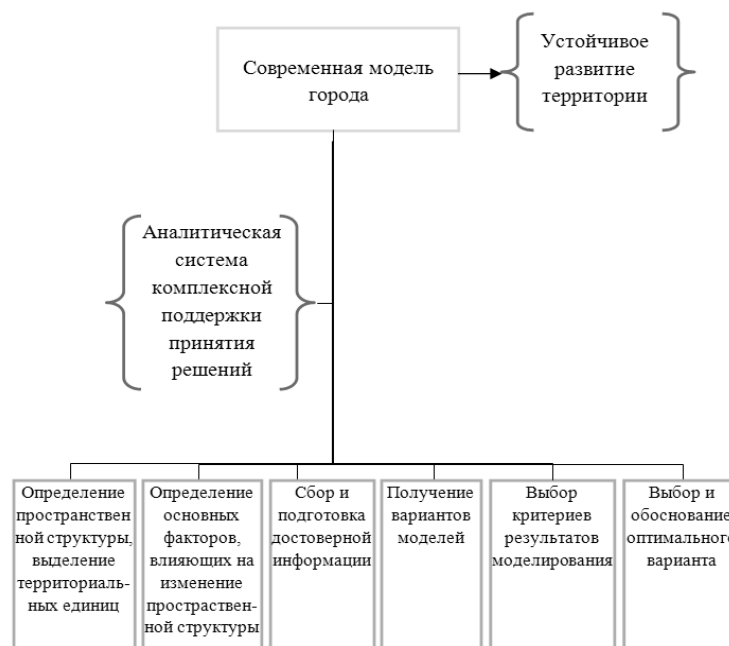 Современная модель
города
Устойчивое
развитие
территории
Аналитическая
система
комплексной
поддержки
принятия
решений
Определение
пространствен
ной структуры,
выделение
территориаль-
ных единиц
Определение
основных
факторов,
влияющих на
изменение
простраствен-
ной структуры
Сбор и
подготовка
достоверной
информации
Получение
вариантов
моделей
Выбор
критериев
результатов
моделирования
Выбор и
обоснование
оптимального
варианта